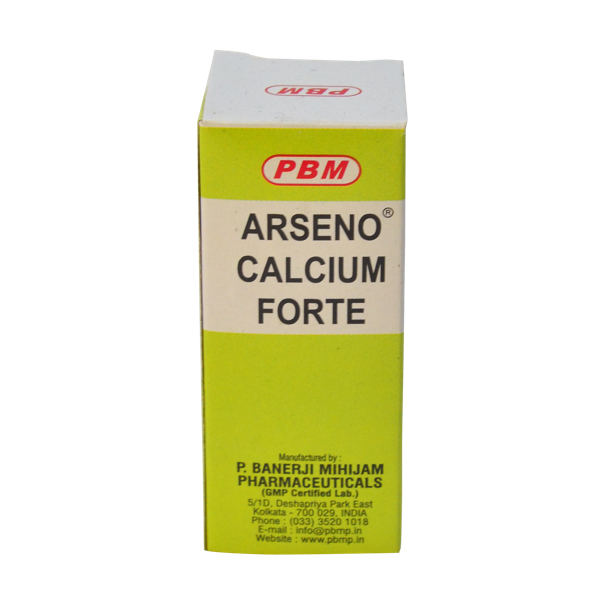 PBM
PBM
ARSENO®
CALCIUM
FORTE
Manufactured by :
P. BANERJI MIHIJAM
PHARMACEUTICALS
(GMP Certified Lab.)
5/1D, Deshapriya Park East
Kolkata - 700 029, INDIA
Phone : (033) 3520 1018
E-mail : info@pbmp.in
Website : www.pbmp.in